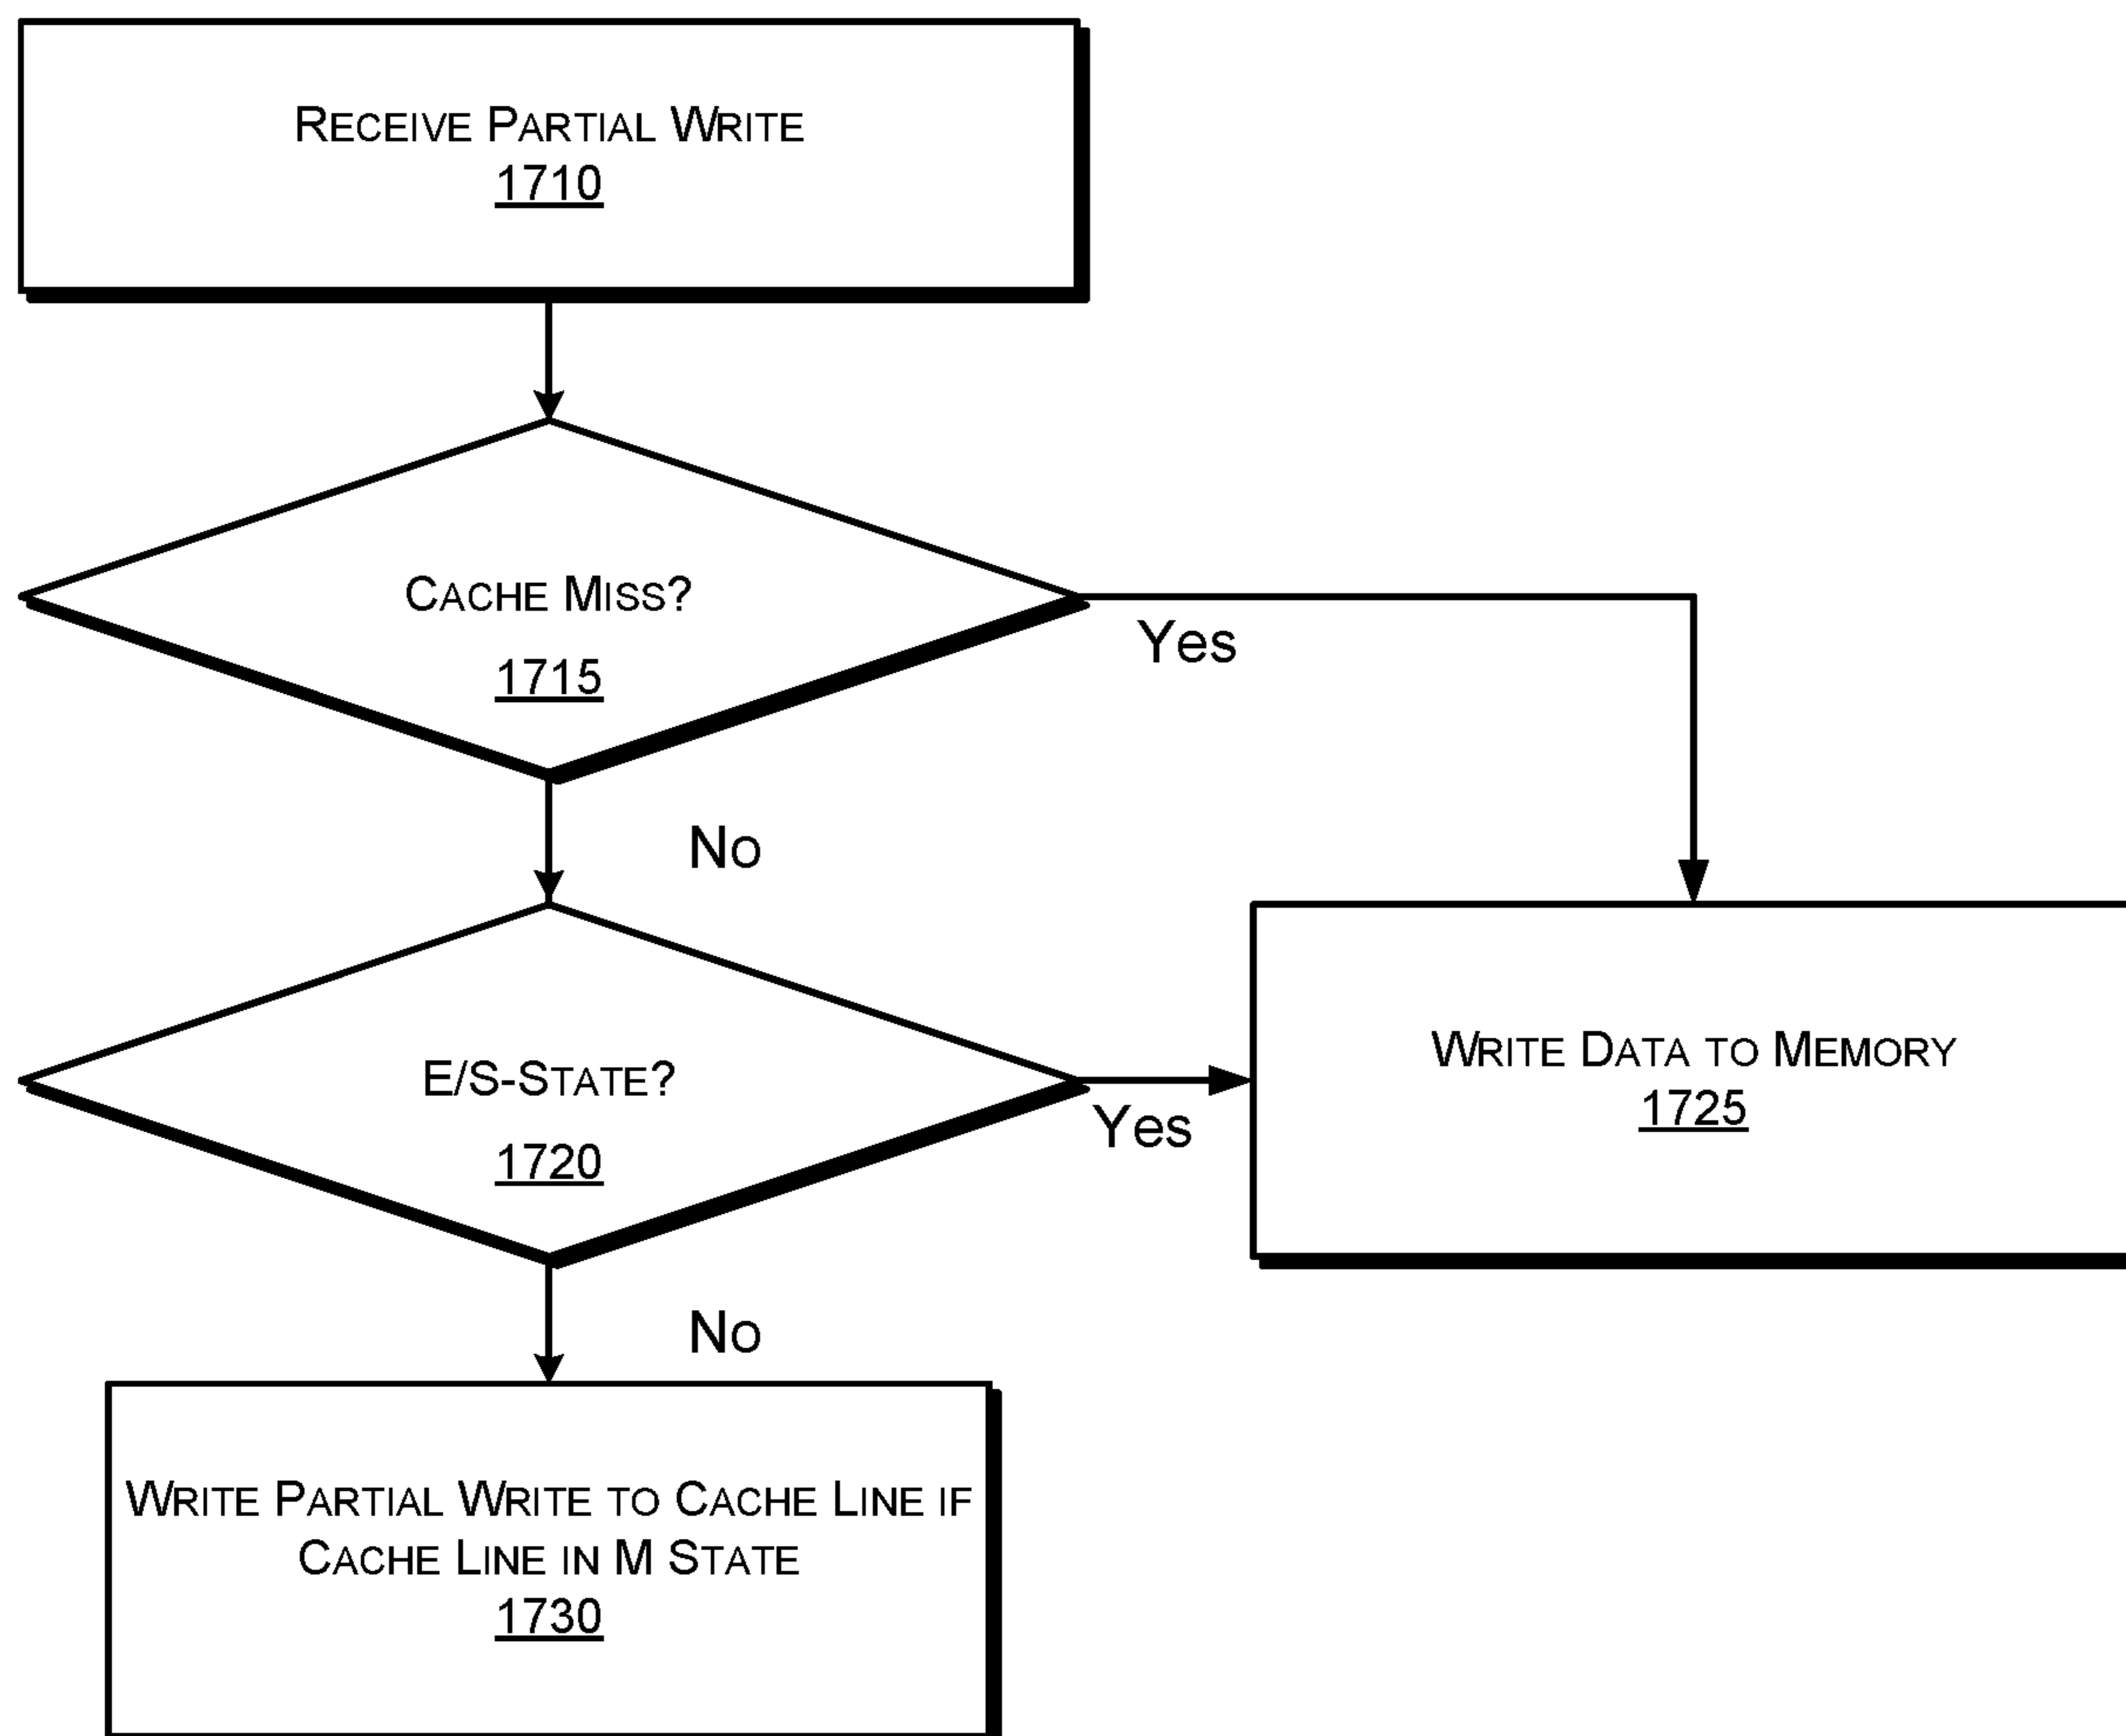 RECEIVE PARTIAL WRITE
1710
CACHE MISS?
1715
Yes
NO
E/S-STATE?
1720
Yes
WRITE DATA TO MEMORY
1725
NO
WRITE PARTIAL WRITE TO CACHE LINE IF
CACHE LINE IN M STATE
1730